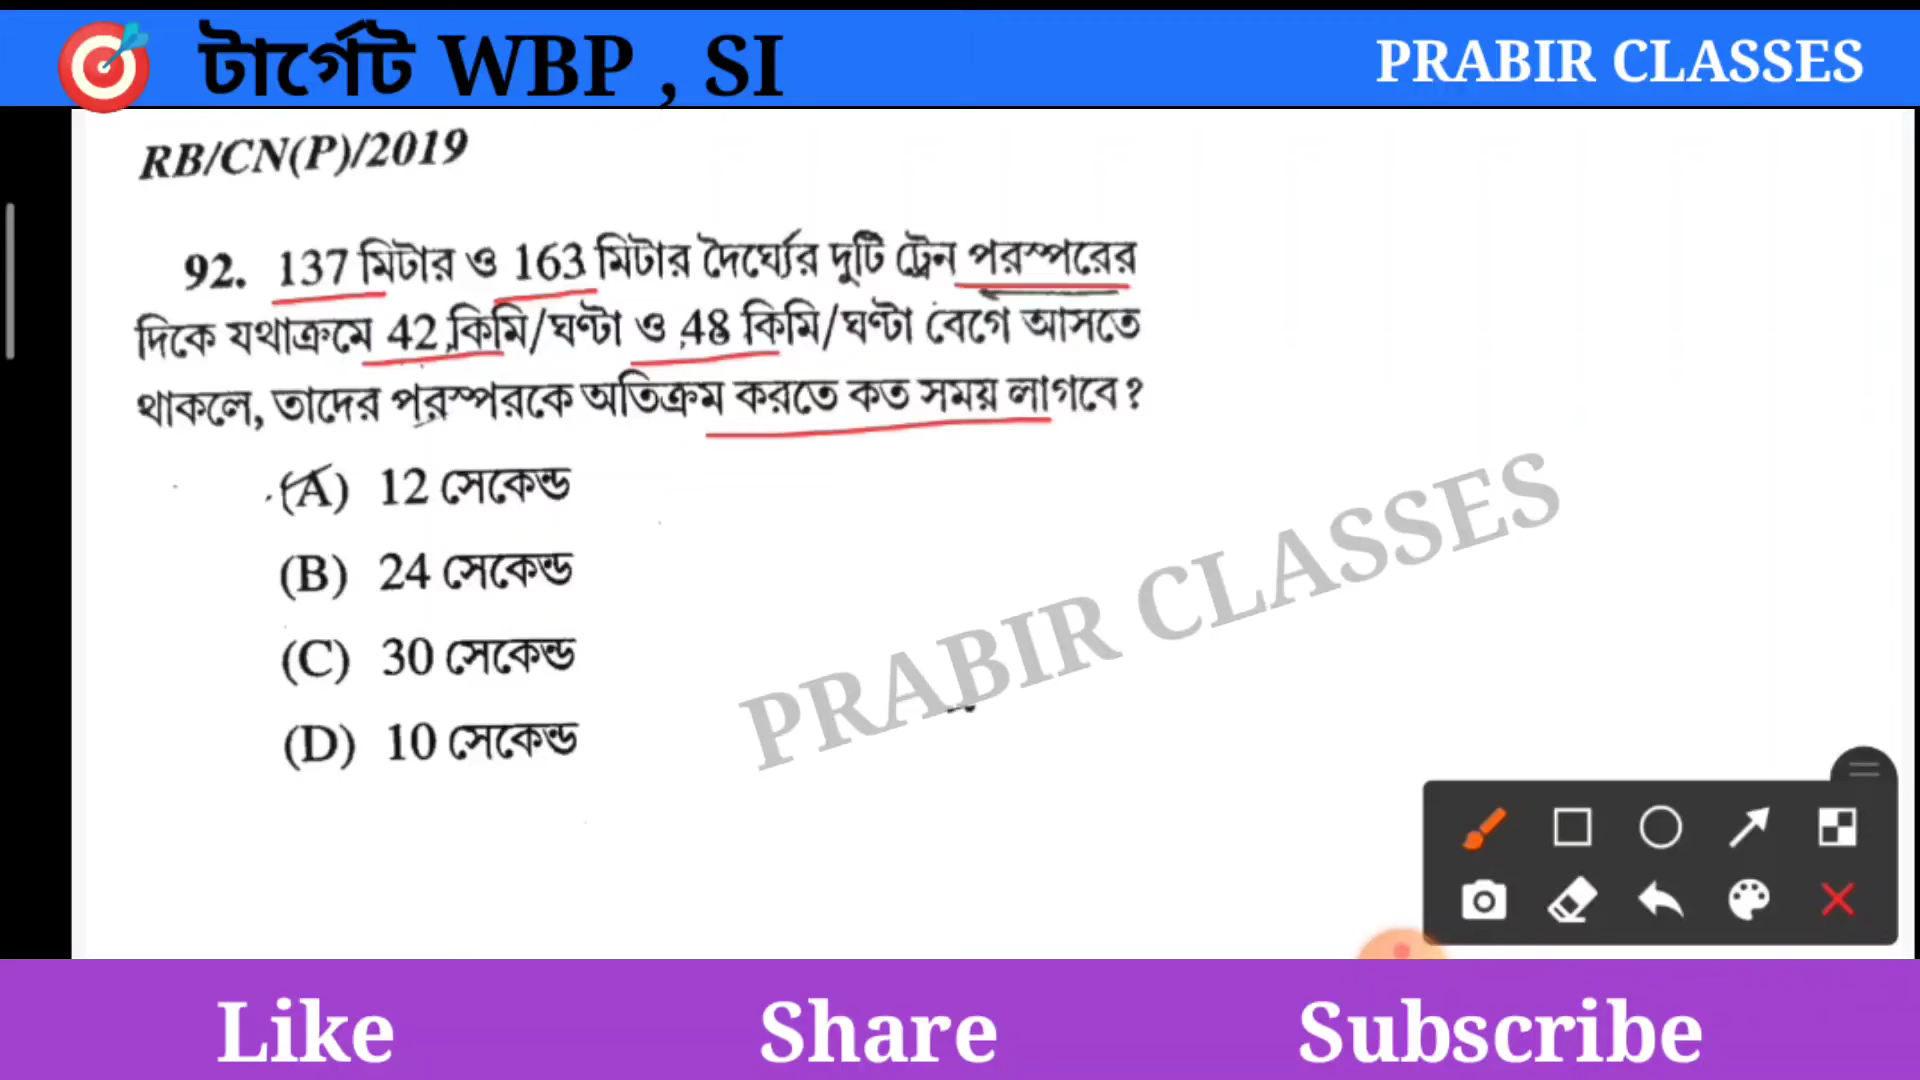 টার্গেট WBP , SI
PRABIR CLASSES
RB/CN(P)/2019
92. 137 মিটার ও 163 মিটার দৈর্ঘ্যের দুটি ট্রেন পরস্পরের
দিকে যথাক্রমে 42 কিমি/ঘণ্টা ও 48 কিমি/ঘণ্টা বেগে আসতে
থাকলে, তাদের পরস্পরকে অতিক্রম করতে কত সময় লাগবে?
(A) 12 সেকেন্ড
(B) 24 সেকেন্ড
(C) 30 সেকেন্ড
(D) 10 সেকেন্ড
PRABIR CLASSES
Like Share Subscribe